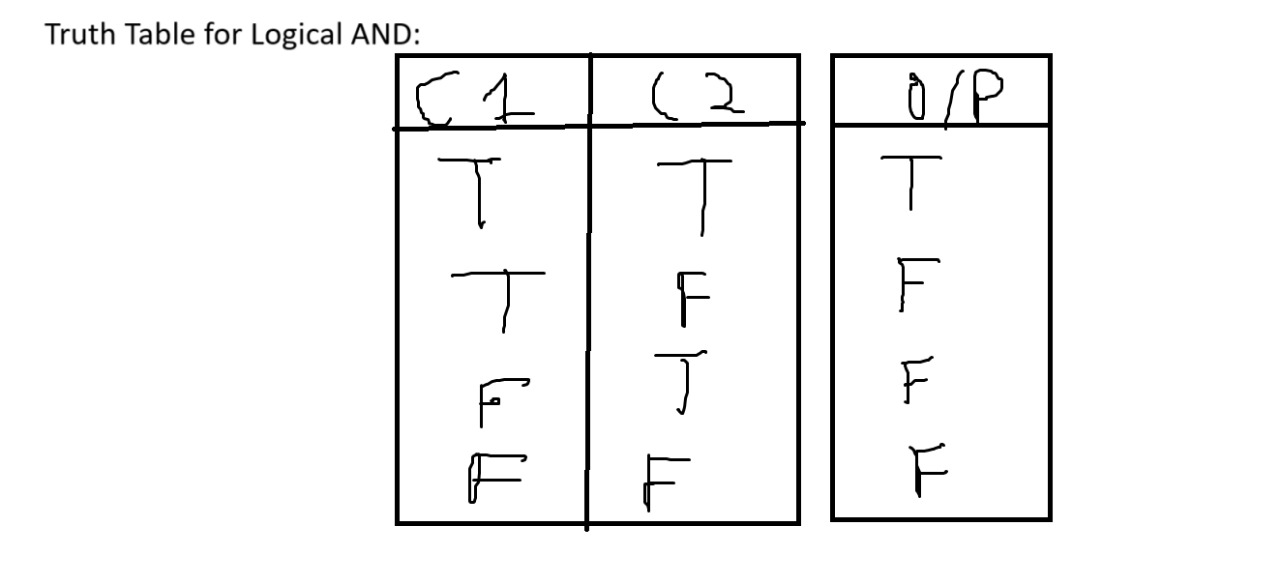 Truth Table for Logical AND:
C1 C2 O/P
T T T
T F F
F T F
F F F